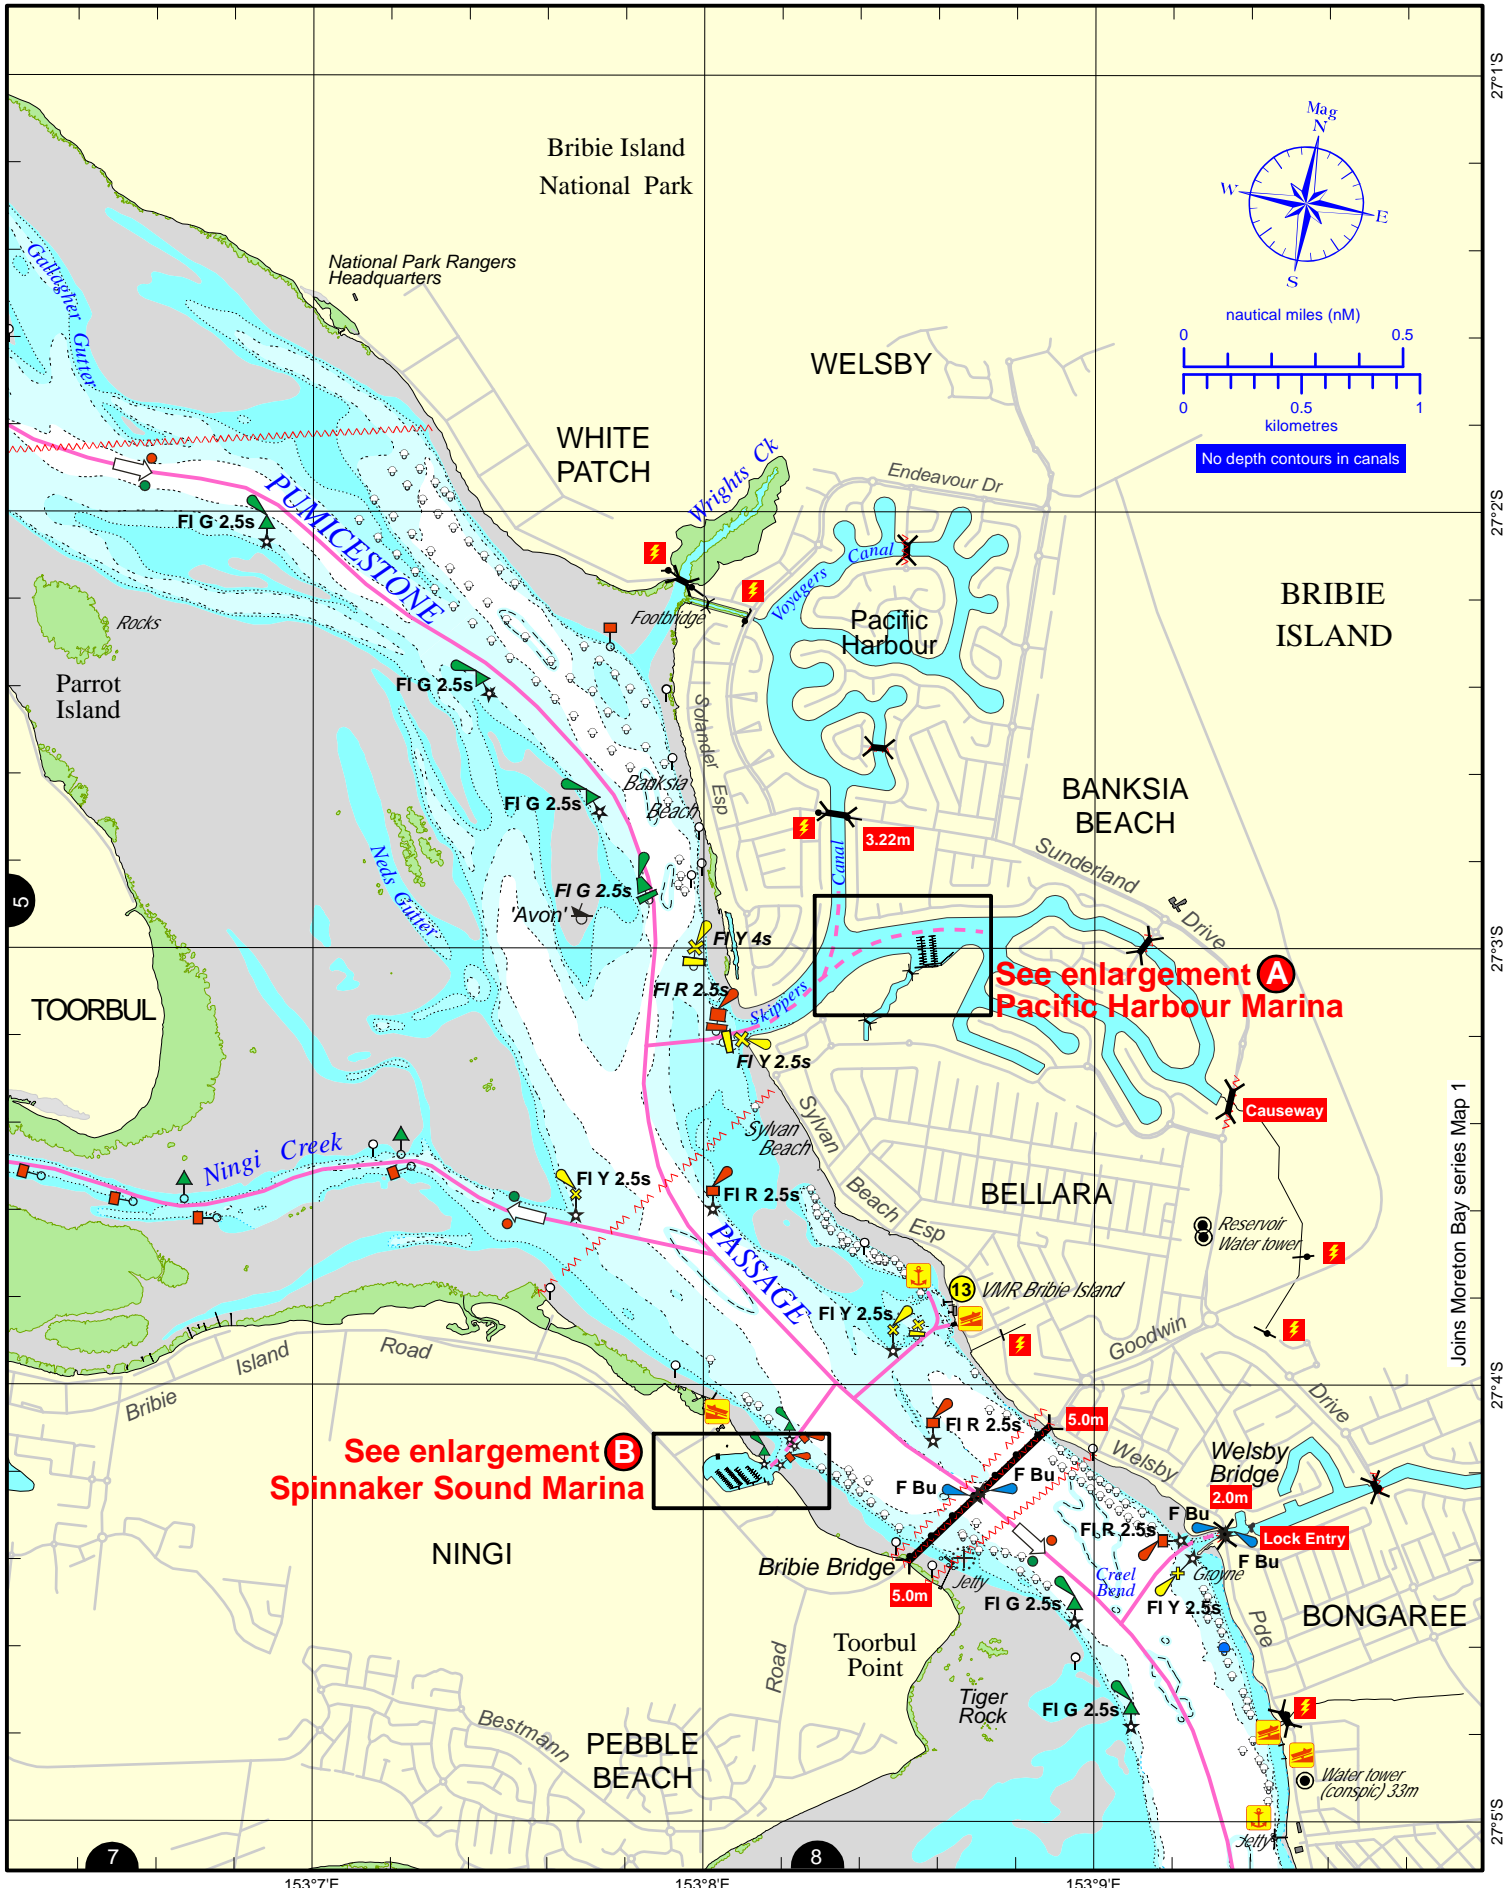 27°1'S
Mag
N
W
E
S
Bribie Island
National Park
National Park Rangers
Headquarters
Gallagher Gutter
nautical miles (nM)
0 0.5
0 0.5 1
kilometres
No depth contours in canals
WELSBY
WHITE
PATCH
Wrights Ck
Endeavour Dr
27°2'S
PUMICESTONE
Fl G 2.5s
Voyagers Canal
BRIBIE
ISLAND
Rocks
Footbridge
Pacific
Harbour
Parrot
Island
Fl G 2.5s
Solander Esp
Fl G 2.5s
Banksia
Beach
BANKSIA
BEACH
3.22m
Canal
Sunderland
Drive
Neds Gutter
Fl G 2.5s
'Avon'
5
Fl Y 4s
27°3'S
Fl R 2.5s
See enlargement A
Pacific Harbour Marina
TOORBUL
Skippers
Fl Y 2.5s
Sylvan
Beach
Sylvan
Beach Esp
Causeway
Joins Moreton Bay series Map 1
Ningi Creek
Fl Y 2.5s
Fl R 2.5s
BELLARA
PASSAGE
Reservoir
Water tower
13
VMR Bribie Island
Fl Y 2.5s
Goodwin
Drive
Bribie
Island
Road
27°4'S
Fl R 2.5s
5.0m
See enlargement B
Spinnaker Sound Marina
Welsby
Welsby
Bridge
2.0m
F Bu
F Bu
F Bu
Fl R 2.5s
Lock Entry
F Bu
NINGI
Bribie Bridge
Jetty
Creel
Bend
Groyne
5.0m
Fl G 2.5s
Fl Y 2.5s
Pde
BONGAREE
Toorbul
Point
Road
Tiger
Rock
Fl G 2.5s
Bestmann
PEBBLE
BEACH
Water tower
(conspic) 33m
27°5'S
Jetty
7
8
153°7'E
153°8'E
153°9'E